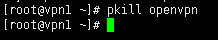 [root@vpn1 ~]# pkill openvpn
[root@vpn1 ~]#